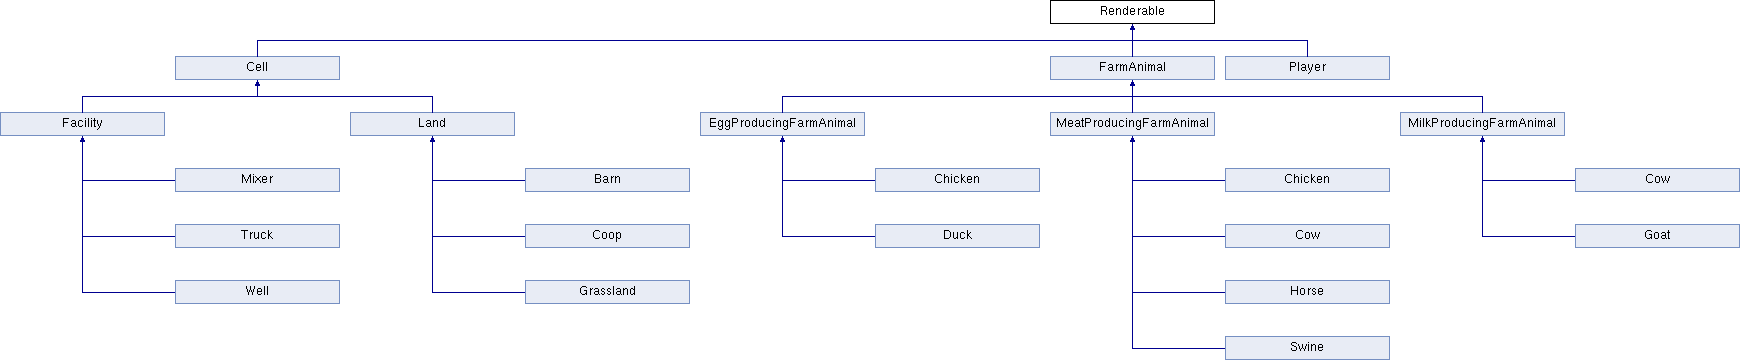 Renderable
Cell
FarmAnimal
Player
Facility
Land
EggProducingFarmAnimal
MeatProducingFarmAnimal
MilkProducingFarmAnimal
Mixer
Barn
Chicken
Chicken
Cow
Truck
Coop
Duck
Cow
Goat
Well
Grassland
Horse
Swine